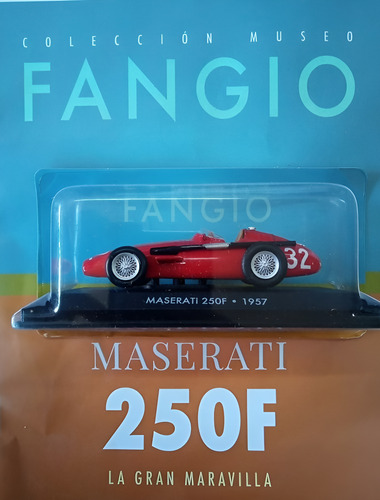 COLECCIÓN MUSEO
FANGIO
FANGIO
32
MASERATI 250F • 1957
MASERATI
250F
LA GRAN MARAVILLA